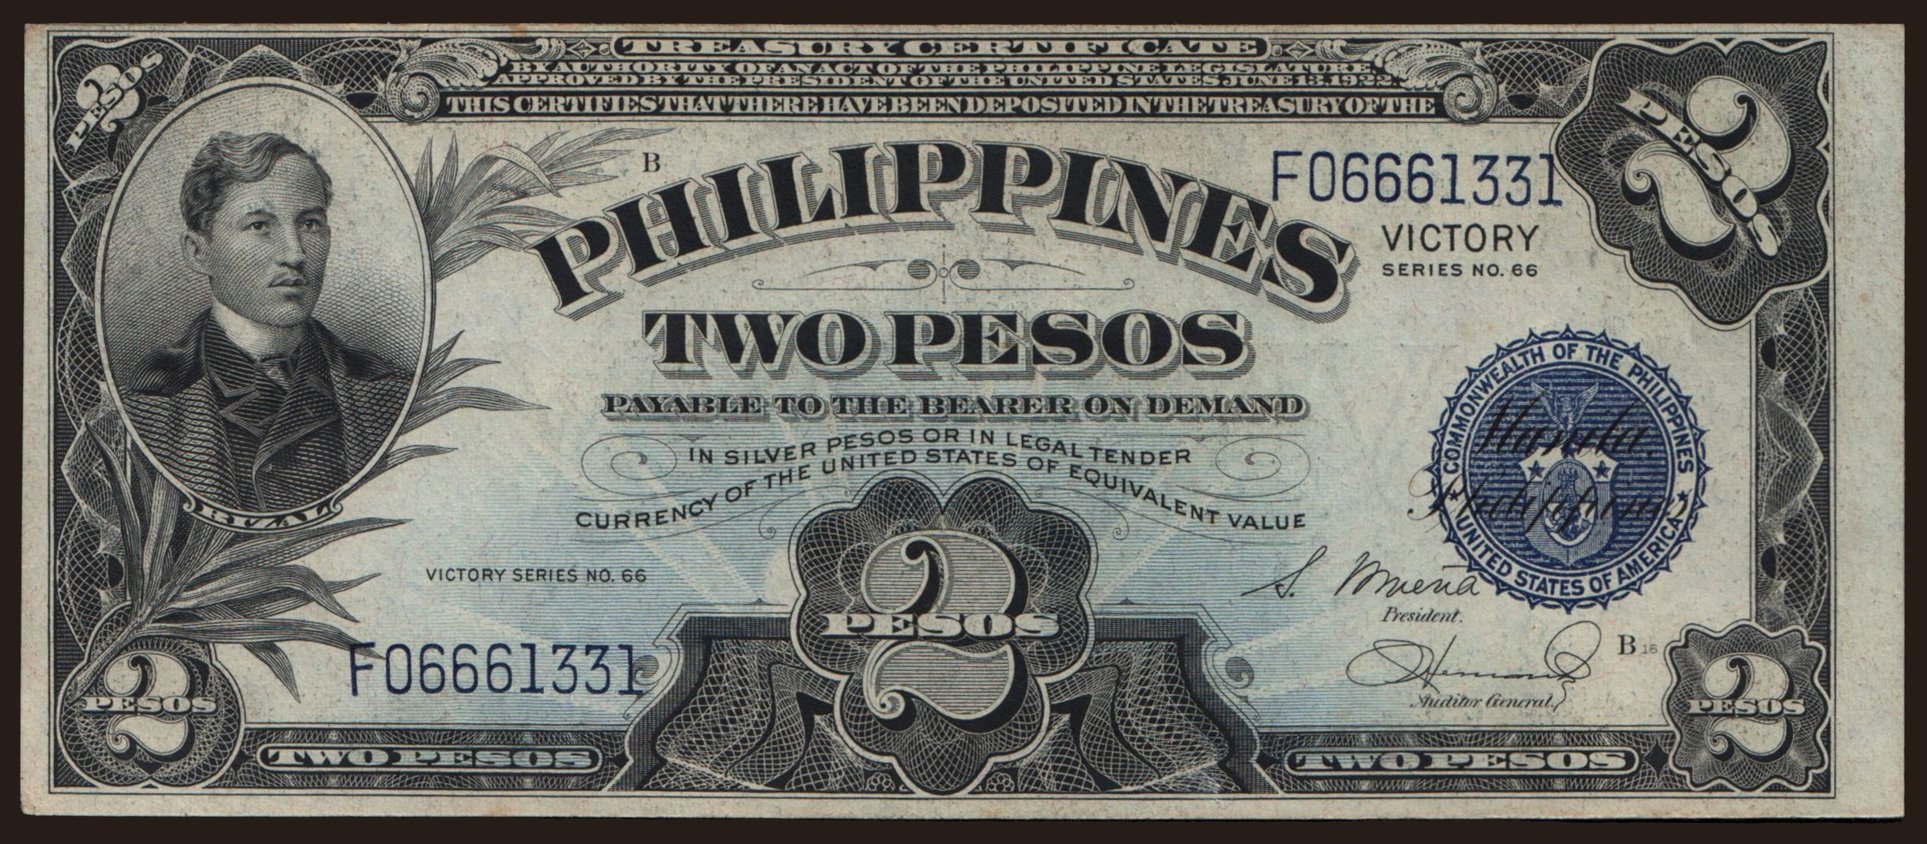 TREASURY CERTIFICATE
BY AUTHORITY OF AN ACT OF THE PHILIPPINE LEGISLATURE
APPROVED BY THE PRESIDENT OF THE UNITED STATES JUNE 13, 1922
THIS CERTIFIES THAT THERE HAVE BEEN DEPOSITED IN THE TREASURY OF THE
2 PESOS
2 PESOS
B
PHILIPPINES
F06661331
VICTORY
SERIES NO. 66
TWO PESOS
PAYABLE TO THE BEARER ON DEMAND
IN SILVER PESOS OR IN LEGAL TENDER
CURRENCY OF THE UNITED STATES OF EQUIVALENT VALUE
COMMONWEALTH OF THE PHILIPPINES
Manila,
Philippines
UNITED STATES OF AMERICA
RIZAL
VICTORY SERIES NO. 66
F06661331
2 PESOS
S. Osmeña
President.
B 16
Auditor General.
2 PESOS
2 PESOS
TWO PESOS
TWO PESOS